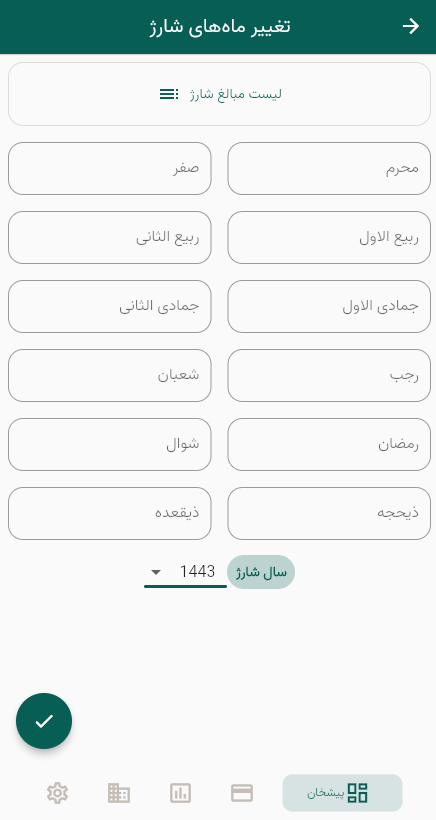 تغییر ماه‌های شارژ
لیست مبالغ شارژ
محرم
صفر
ربیع الاول
ربیع الثانی
جمادی الاول
جمادی الثانی
رجب
شعبان
رمضان
شوال
ذیحجه
ذیقعده
سال شارژ
1443
پیشخان